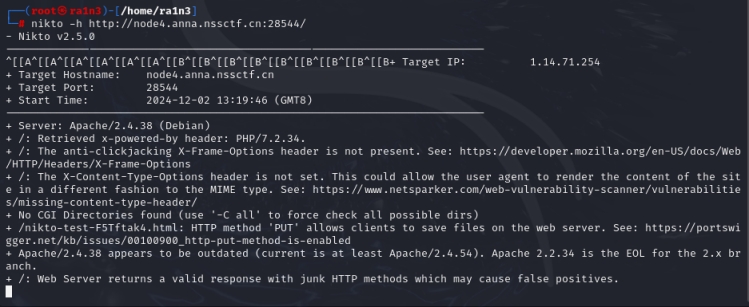 (root㉿ra1n3)-[/home/ra1n3]
# nikto -h http://node4.anna.nssctf.cn:28544/
- Nikto v2.5.0
^[[A^[[A^[[A^[[A^[[A^[[A^[[B^[[B^[[B^[[B^[[B^[[B^[[B^[[B^[[B+ Target IP: 1.14.71.254
+ Target Hostname: node4.anna.nssctf.cn
+ Target Port: 28544
+ Start Time: 2024-12-02 13:19:46 (GMT8)
+ Server: Apache/2.4.38 (Debian)
+ /: Retrieved x-powered-by header: PHP/7.2.34.
+ /: The anti-clickjacking X-Frame-Options header is not present. See: https://developer.mozilla.org/en-US/docs/Web
/HTTP/Headers/X-Frame-Options
+ /: The X-Content-Type-Options header is not set. This could allow the user agent to render the content of the sit
e in a different fashion to the MIME type. See: https://www.netsparker.com/web-vulnerability-scanner/vulnerabilitie
s/missing-content-type-header/
+ No CGI Directories found (use '-C all' to force check all possible dirs)
+ /nikto-test-F5Tftak4.html: HTTP method 'PUT' allows clients to save files on the web server. See: https://portswi
gger.net/kb/issues/00100900_http-put-method-is-enabled
+ Apache/2.4.38 appears to be outdated (current is at least Apache/2.4.54). Apache 2.2.34 is the EOL for the 2.x br
anch.
+ /: Web Server returns a valid response with junk HTTP methods which may cause false positives.